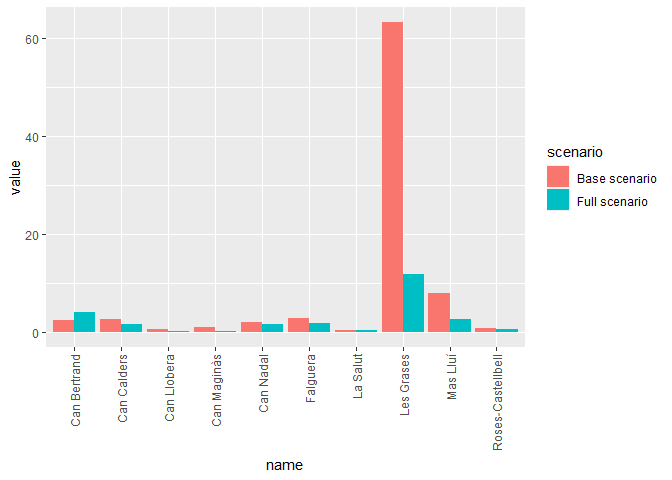 60
40
20
0
value
Can Bertrand
Can Calders
Can Llobera
Can Maginàs
Can Nadal
Falguera
La Salut
Les Grases
Mas Lluí
Roses-Castellbell
name
scenario
Base scenario
Full scenario